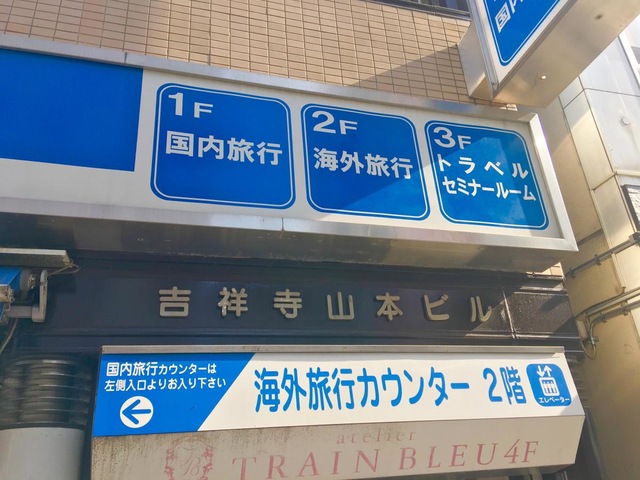 国内
1F
国内旅行
2F
海外旅行
3F
トラベル
セミナールーム
吉祥寺山本ビル
国内旅行カウンターは
左側入口よりお入り下さい
海外旅行カウンター 2階
エレベーター
atelier
TRAIN BLEU 4F